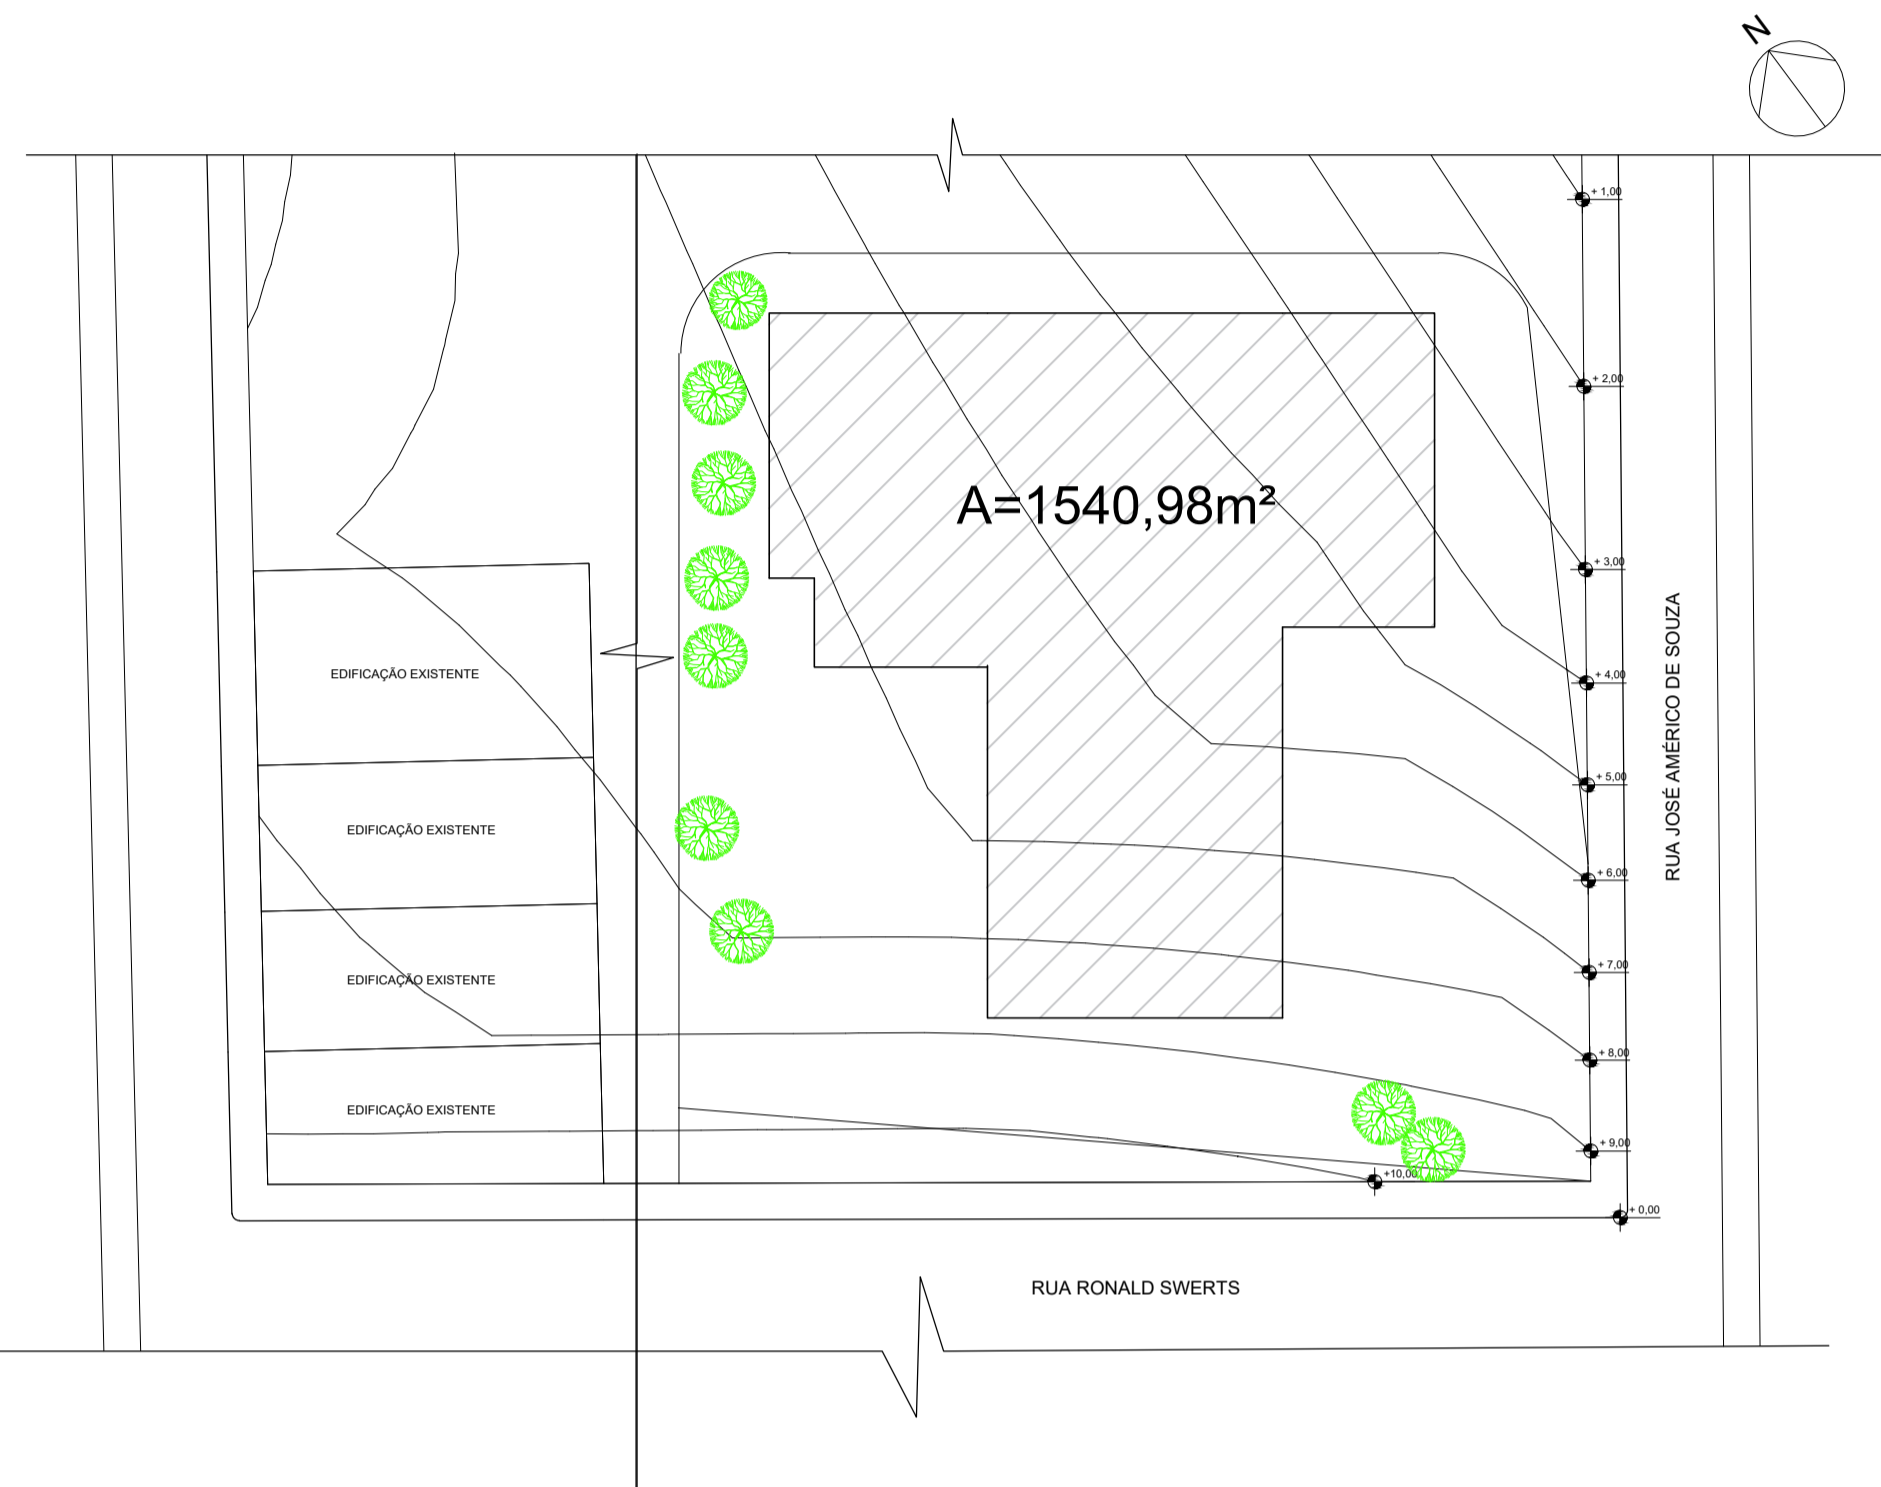 N
+ 1,00
+ 2,00
A=1540,98m²
+ 3,00
EDIFICAÇÃO EXISTENTE
+ 4,00
RUA JOSÉ AMÉRICO DE SOUZA
+ 5,00
EDIFICAÇÃO EXISTENTE
+ 6,00
+ 7,00
EDIFICAÇÃO EXISTENTE
+ 8,00
EDIFICAÇÃO EXISTENTE
+ 9,00
+10,00
+ 0,00
RUA RONALD SWERTS